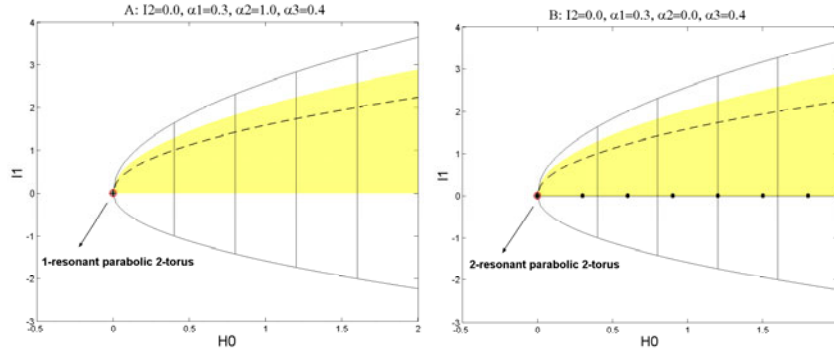 A: I2=0.0, α1=0.3, α2=1.0, α3=0.4
4
3
2
1
0
-1
-2
-3
I1
1-resonant parabolic 2-torus
-0.5 0 0.5 1 1.5 2
H0
B: I2=0.0, α1=0.3, α2=0.0, α3=0.4
4
3
2
1
0
-1
-2
-3
I1
2-resonant parabolic 2-torus
-0.5 0 0.5 1 1.5
H0